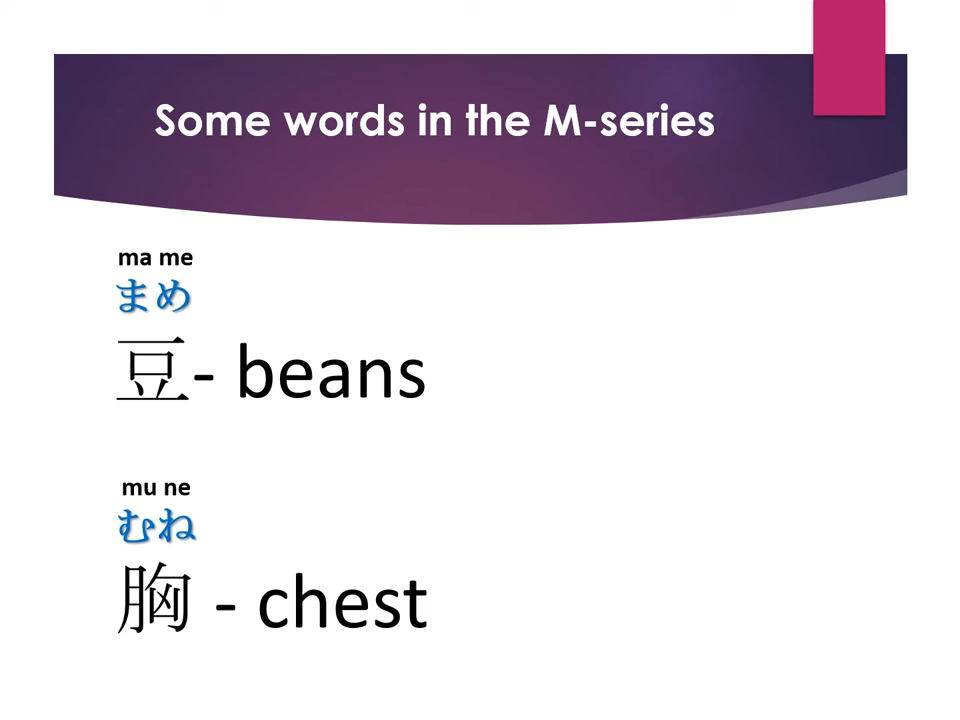 Some words in the M-series
ma me
まめ
豆- beans
mu ne
むね
胸 - chest